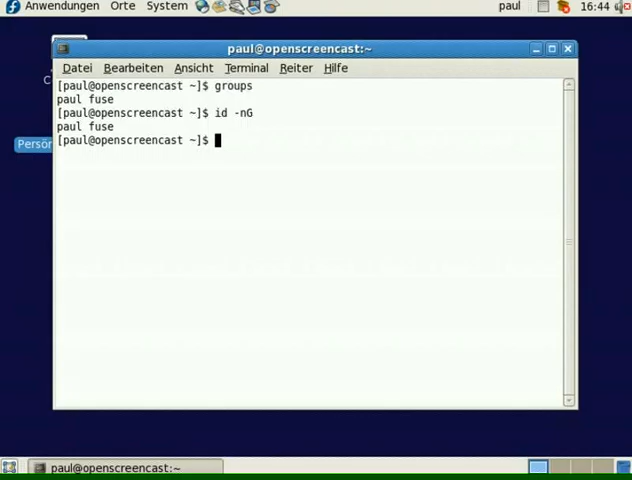 Anwendungen Orte System paul 16:44
paul@openscreencast:~
Datei Bearbeiten Ansicht Terminal Reiter Hilfe
[paul@openscreencast ~]$ groups
paul fuse
[paul@openscreencast ~]$ id -nG
paul fuse
[paul@openscreencast ~]$
Persön
paul@openscreencast:~